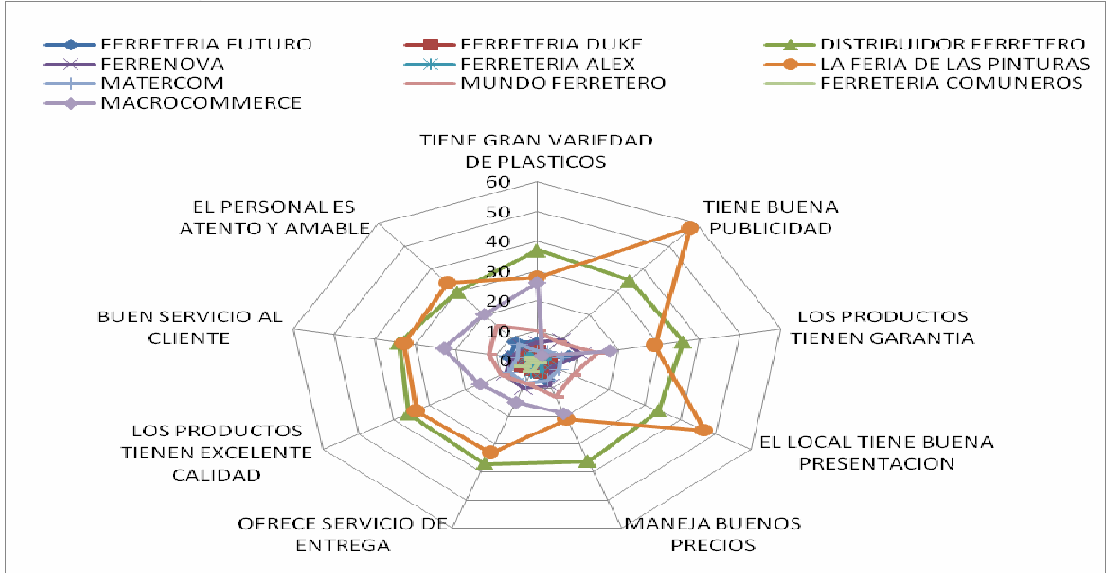 FERRETERIA FUTURO
FERRETERIA DUKE
DISTRIBUIDOR FERRETERO
FERRENOVA
FERRETERIA ALEX
LA FERIA DE LAS PINTURAS
MATERCOM
MUNDO FERRETERO
FERRETERIA COMUNEROS
MACROCOMMERCE
TIENE GRAN VARIEDAD
DE PLASTICOS
60
50
40
30
20
10
0
TIENE BUENA
PUBLICIDAD
LOS PRODUCTOS
TIENEN GARANTIA
EL LOCAL TIENE BUENA
PRESENTACION
MANEJA BUENOS
PRECIOS
OFRECE SERVICIO DE
ENTREGA
LOS PRODUCTOS
TIENEN EXCELENTE
CALIDAD
BUEN SERVICIO AL
CLIENTE
EL PERSONAL ES
ATENTO Y AMABLE